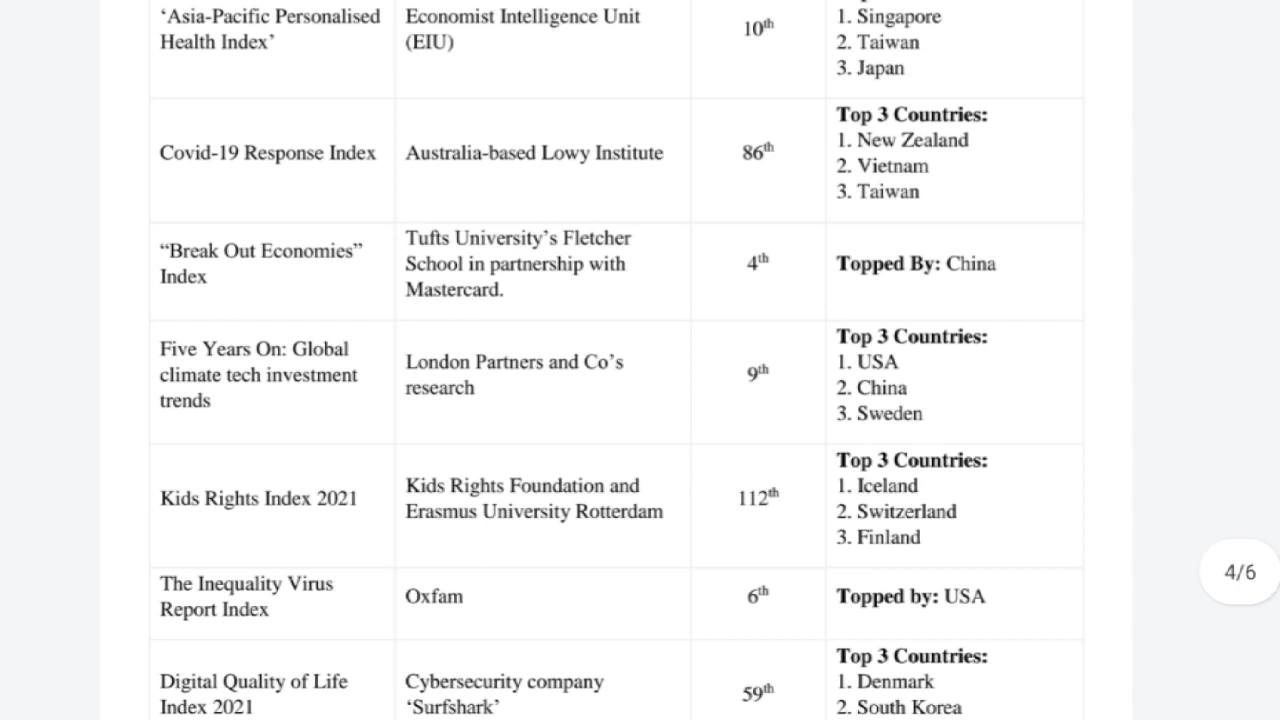 ‘Asia-Pacific Personalised
Health Index’
Economist Intelligence Unit
(EIU)
10th
1. Singapore
2. Taiwan
3. Japan
Covid-19 Response Index
Australia-based Lowy Institute
86th
Top 3 Countries:
1. New Zealand
2. Vietnam
3. Taiwan
“Break Out Economies”
Index
Tufts University’s Fletcher
School in partnership with
Mastercard.
4th
Topped By: China
Five Years On: Global
climate tech investment
trends
London Partners and Co’s
research
9th
Top 3 Countries:
1. USA
2. China
3. Sweden
Kids Rights Index 2021
Kids Rights Foundation and
Erasmus University Rotterdam
112th
Top 3 Countries:
1. Iceland
2. Switzerland
3. Finland
The Inequality Virus
Report Index
Oxfam
6th
Topped by: USA
Digital Quality of Life
Index 2021
Cybersecurity company
‘Surfshark’
59th
Top 3 Countries:
1. Denmark
2. South Korea
4/6